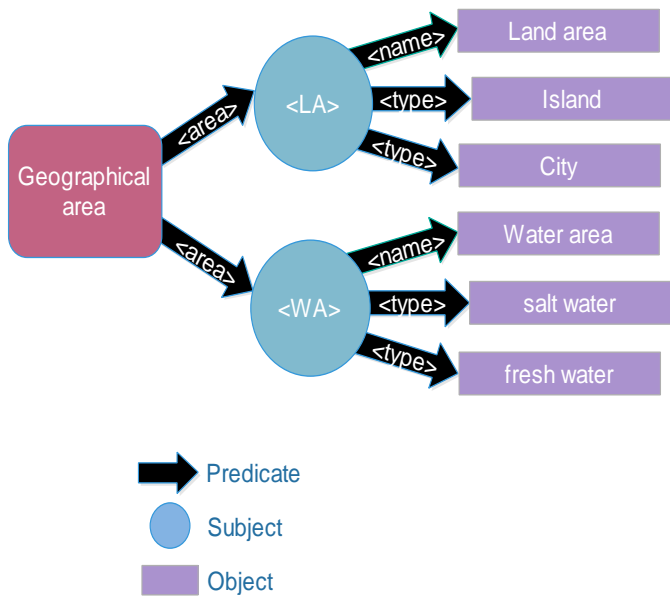 Geographical
area
<area>
<area>
<LA>
<name>
<type>
<type>
Land area
Island
City
<WA>
<name>
<type>
<type>
Water area
salt water
fresh water
Predicate
Subject
Object